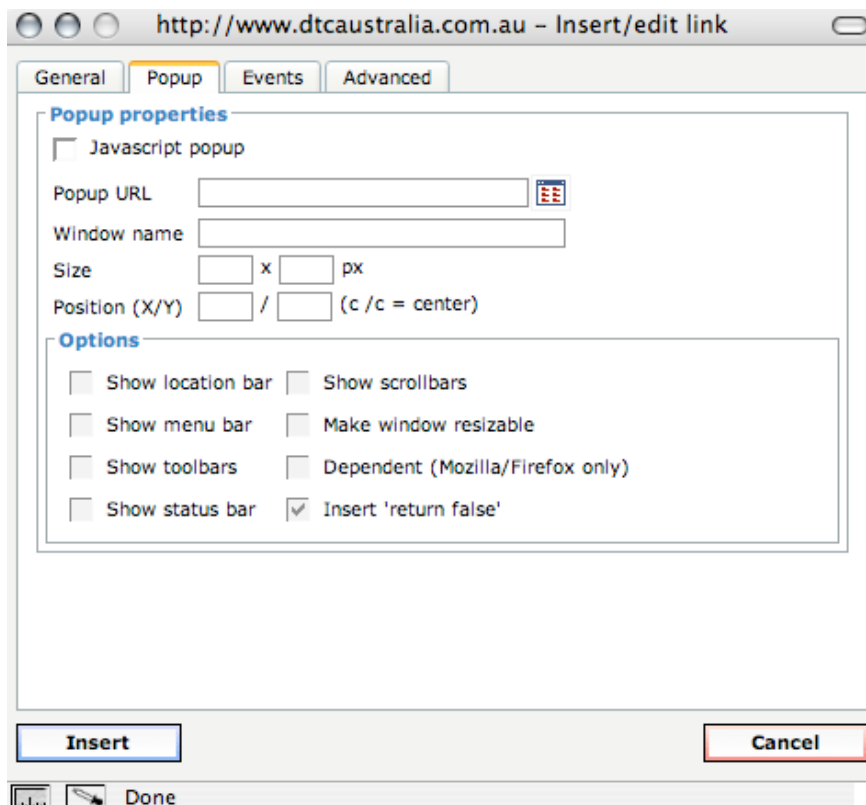 http://www.dtcaustralia.com.au – Insert/edit link
General Popup Events Advanced
Popup properties
Javascript popup
Popup URL
Window name
Size x px
Position (X/Y) / (c /c = center)
Options
Show location bar Show scrollbars
Show menu bar Make window resizable
Show toolbars Dependent (Mozilla/Firefox only)
Show status bar Insert 'return false'
Insert Cancel
Done